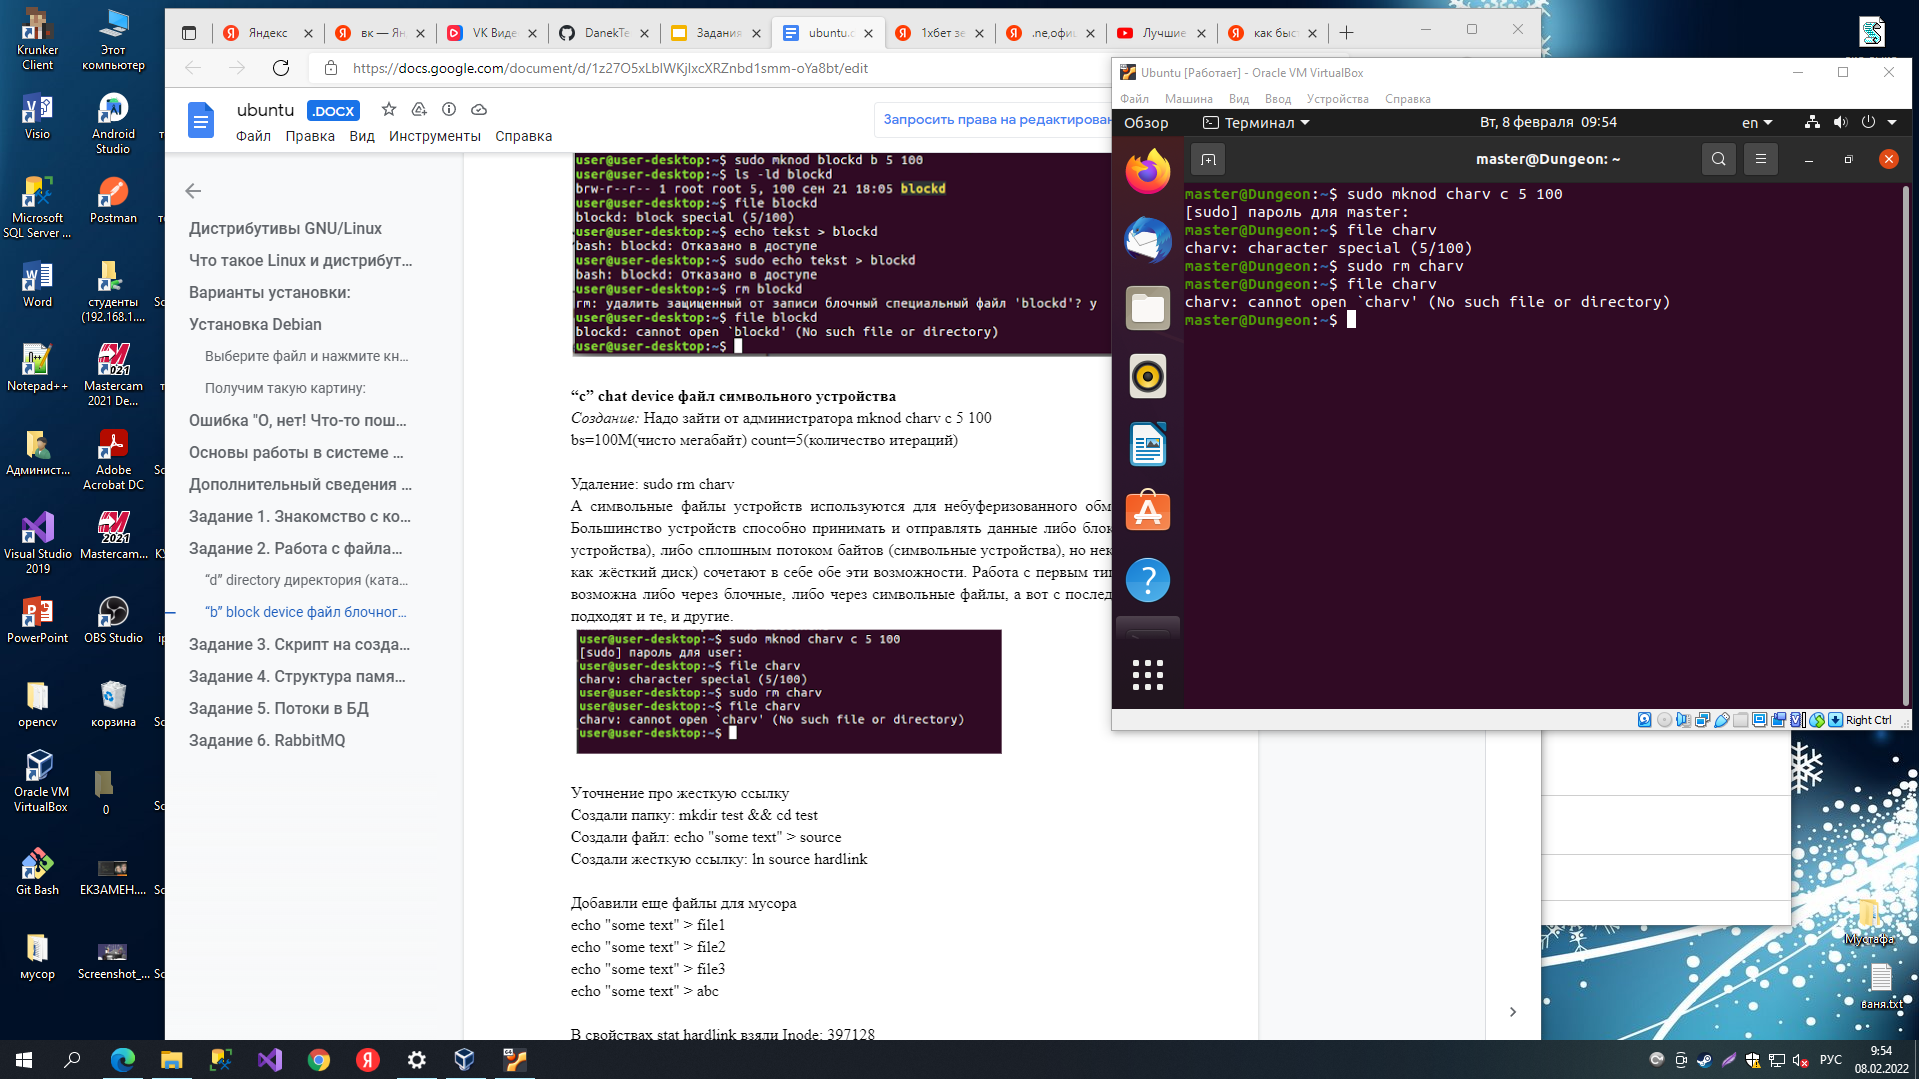 Krunker Client
Этот компьютер
Visio
Android Studio
Microsoft SQL Server ...
Postman
Word
студенты (192.168.1....
Notepad++
Mastercam 2021 De...
Админист...
Adobe Acrobat DC
Visual Studio 2019
Mastercam...
PowerPoint
OBS Studio
opencv
корзина
Oracle VM VirtualBox
0
Git Bash
ЕКЗАМЕН....
мусор
Screenshot_...
Яндекс
вк — Ян
VK Виде
DanekTe
Задания
ubuntu.c
1хбет зе
.ne,офиц
Лучшие
как быст
https://docs.google.com/document/d/1z27O5xLblWKjlxcXRZnbd1smm-oYa8bt/edit
ubuntu .DOCX
Файл Правка Вид Инструменты Справка
Запросить права на редактирован
Дистрибутивы GNU/Linux
Что такое Linux и дистрибут...
Варианты установки:
Установка Debian
Выберите файл и нажмите кн...
Получим такую картину:
Ошибка "О, нет! Что-то пош...
Основы работы в системе ...
Дополнительный сведения ...
Задание 1. Знакомство с ко...
Задание 2. Работа с файла...
“d” directory директория (ката...
“b” block device файл блочног...
Задание 3. Скрипт на созда...
Задание 4. Структура памя...
Задание 5. Потоки в БД
Задание 6. RabbitMQ
user@user-desktop:~$ sudo mknod blockd b 5 100
user@user-desktop:~$ ls -ld blockd
brw-r--r-- 1 root root 5, 100 сен 21 18:05 blockd
user@user-desktop:~$ file blockd
blockd: block special (5/100)
user@user-desktop:~$ echo tekst > blockd
bash: blockd: Отказано в доступе
user@user-desktop:~$ sudo echo tekst > blockd
bash: blockd: Отказано в доступе
user@user-desktop:~$ rm blockd
rm: удалить защищенный от записи блочный специальный файл 'blockd'? y
user@user-desktop:~$ file blockd
blockd: cannot open `blockd' (No such file or directory)
user@user-desktop:~$
“c” chat device файл символьного устройства
Создание: Надо зайти от администратора mknod charv c 5 100
bs=100M(чисто мегабайт) count=5(количество итераций)
Удаление: sudo rm charv
А символьные файлы устройств используются для небуферизованного обм
Большинство устройств способно принимать и отправлять данные либо блок
устройства), либо сплошным потоком байтов (символьные устройства), но нек
как жёсткий диск) сочетают в себе обе эти возможности. Работа с первым тип
возможна либо через блочные, либо через символьные файлы, а вот с послед
подходят и те, и другие.
user@user-desktop:~$ sudo mknod charv c 5 100
[sudo] пароль для user:
user@user-desktop:~$ file charv
charv: character special (5/100)
user@user-desktop:~$ sudo rm charv
user@user-desktop:~$ file charv
charv: cannot open `charv' (No such file or directory)
user@user-desktop:~$
Уточнение про жесткую ссылку
Создали папку: mkdir test && cd test
Создали файл: echo "some text" > source
Создали жесткую ссылку: ln source hardlink
Добавили еще файлы для мусора
echo "some text" > file1
echo "some text" > file2
echo "some text" > file3
echo "some text" > abc
В свойствах stat hardlink взяли Inode: 397128
Ubuntu [Работает] - Oracle VM VirtualBox
Файл Машина Вид Ввод Устройства Справка
Обзор Терминал Вт, 8 февраля 09:54 en
master@Dungeon: ~
master@Dungeon:~$ sudo mknod charv c 5 100
[sudo] пароль для master:
master@Dungeon:~$ file charv
charv: character special (5/100)
master@Dungeon:~$ sudo rm charv
master@Dungeon:~$ file charv
charv: cannot open `charv' (No such file or directory)
master@Dungeon:~$
Right Ctrl
Мустафа
ваня.txt
РУС
9:54
08.02.2022